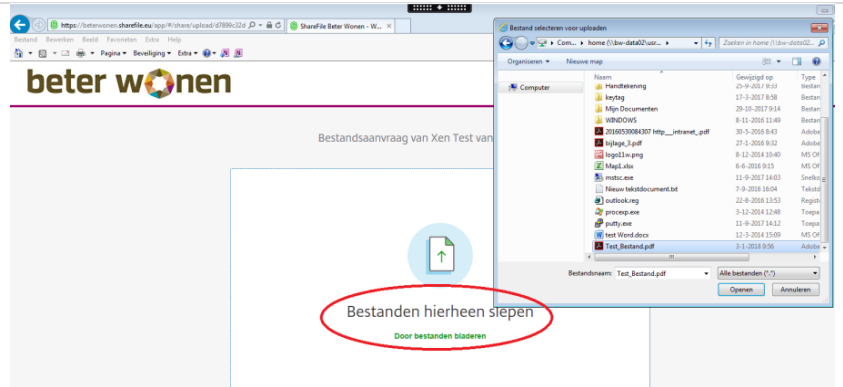 https://beterwonen.sharefile.eu/app/#/share/upload/d7899c32d
ShareFile Beter Wonen - W...
Bestand Bewerken Beeld Favorieten Extra Help
Pagina Beveiliging Extra
beter wonen
Bestandsaanvraag van Xen Test van
Bestanden hierheen slepen
Door bestanden bladeren
Bestand selecteren voor uploaden
Com... home (\\bw-data02\usr... Zoeken in home (\\bw-data02...
Organiseren Nieuwe map
Computer
Naam Gewijzigd op Type
Handtekening 25-9-2017 9:33 Bestan
keytag 17-3-2017 8:58 Bestan
Mijn Documenten 29-10-2017 9:14 Bestan
WINDOWS 8-11-2016 11:49 Bestan
20160530084307 http__intranet_.pdf 30-5-2016 8:43 Adobe
bijlage_3.pdf 27-1-2016 9:32 Adobe
logo11w.png 8-12-2014 10:40 MS Of
Map1.xlsx 6-6-2016 9:15 MS Of
mstsc.exe 11-9-2017 14:03 Snelko
Nieuw tekstdocument.txt 7-9-2016 16:04 Tekstd
outlook.reg 22-8-2016 13:53 Registe
procexp.exe 3-12-2014 12:48 Toepa
putty.exe 11-9-2017 14:12 Toepa
test Word.docx 12-3-2014 15:09 MS Of
Test_Bestand.pdf 3-1-2018 9:56 Adobe
Bestandsnaam: Test_Bestand.pdf Alle bestanden (*.*)
Openen Annuleren